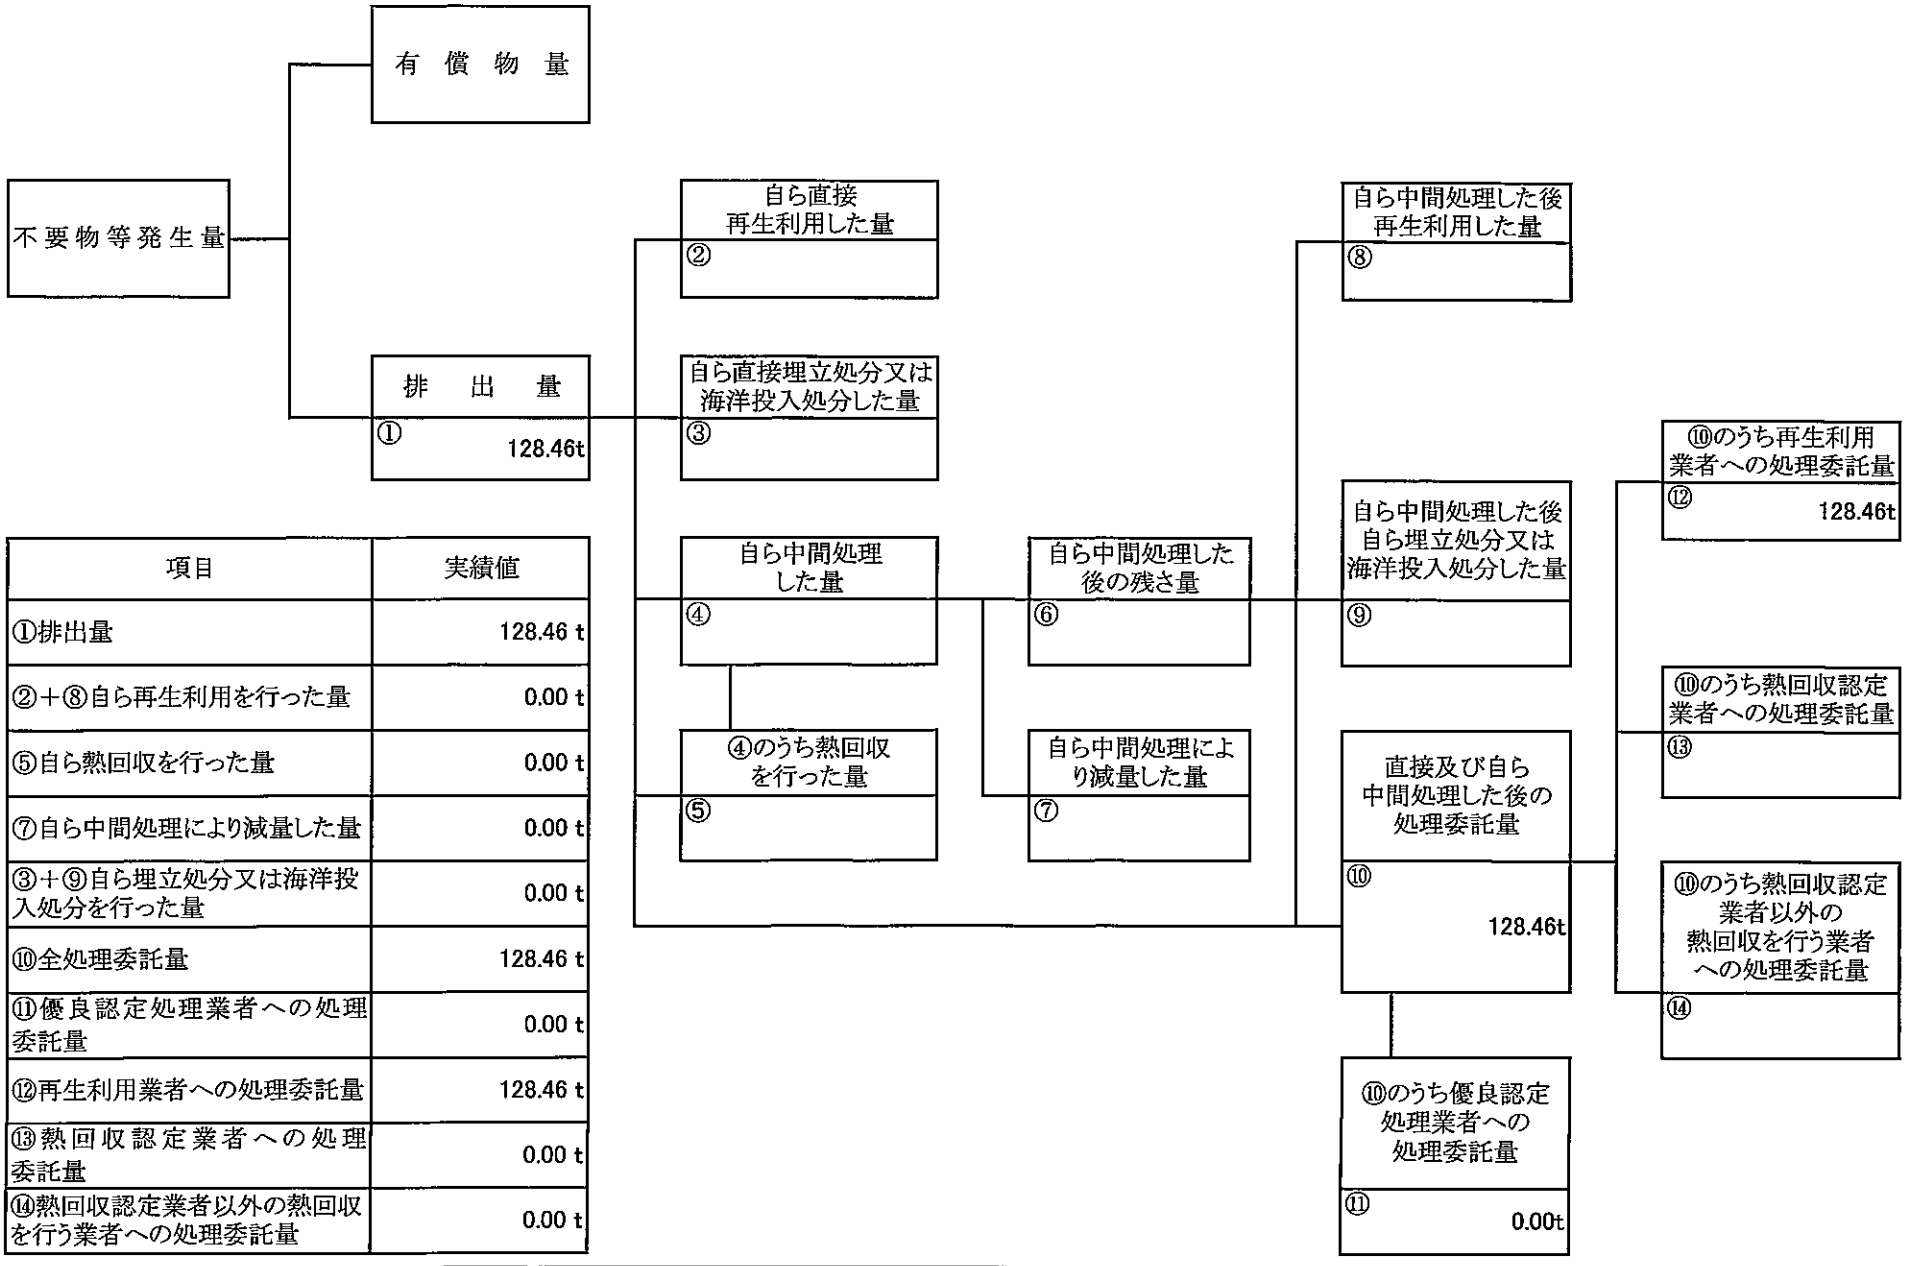 有償物量
不要物等発生量
排出量
①
128.46t
自ら直接
再生利用した量
②
自ら直接埋立処分又は
海洋投入処分した量
③
自ら中間処理
した量
④
④のうち熱回収
を行った量
⑤
自ら中間処理した
後の残さ量
⑥
自ら中間処理によ
り減量した量
⑦
自ら中間処理した後
再生利用した量
⑧
自ら中間処理した後
自ら埋立処分又は
海洋投入処分した量
⑨
直接及び自ら
中間処理した後の
処理委託量
⑩
128.46t
⑩のうち優良認定
処理業者への
処理委託量
⑪
0.00t
⑩のうち再生利用
業者への処理委託量
⑫
128.46t
⑩のうち熱回収認定
業者への処理委託量
⑬
⑩のうち熱回収認定
業者以外の
熱回収を行う業者
への処理委託量
⑭
項目 実績値
①排出量 128.46 t
②+⑧自ら再生利用を行った量 0.00 t
⑤自ら熱回収を行った量 0.00 t
⑦自ら中間処理により減量した量 0.00 t
③+⑨自ら埋立処分又は海洋投
入処分を行った量 0.00 t
⑩全処理委託量 128.46 t
⑪優良認定処理業者への処理
委託量 0.00 t
⑫再生利用業者への処理委託量 128.46 t
⑬熱回収認定業者への処理
委託量 0.00 t
⑭熱回収認定業者以外の熱回収
を行う業者への処理委託量 0.00 t